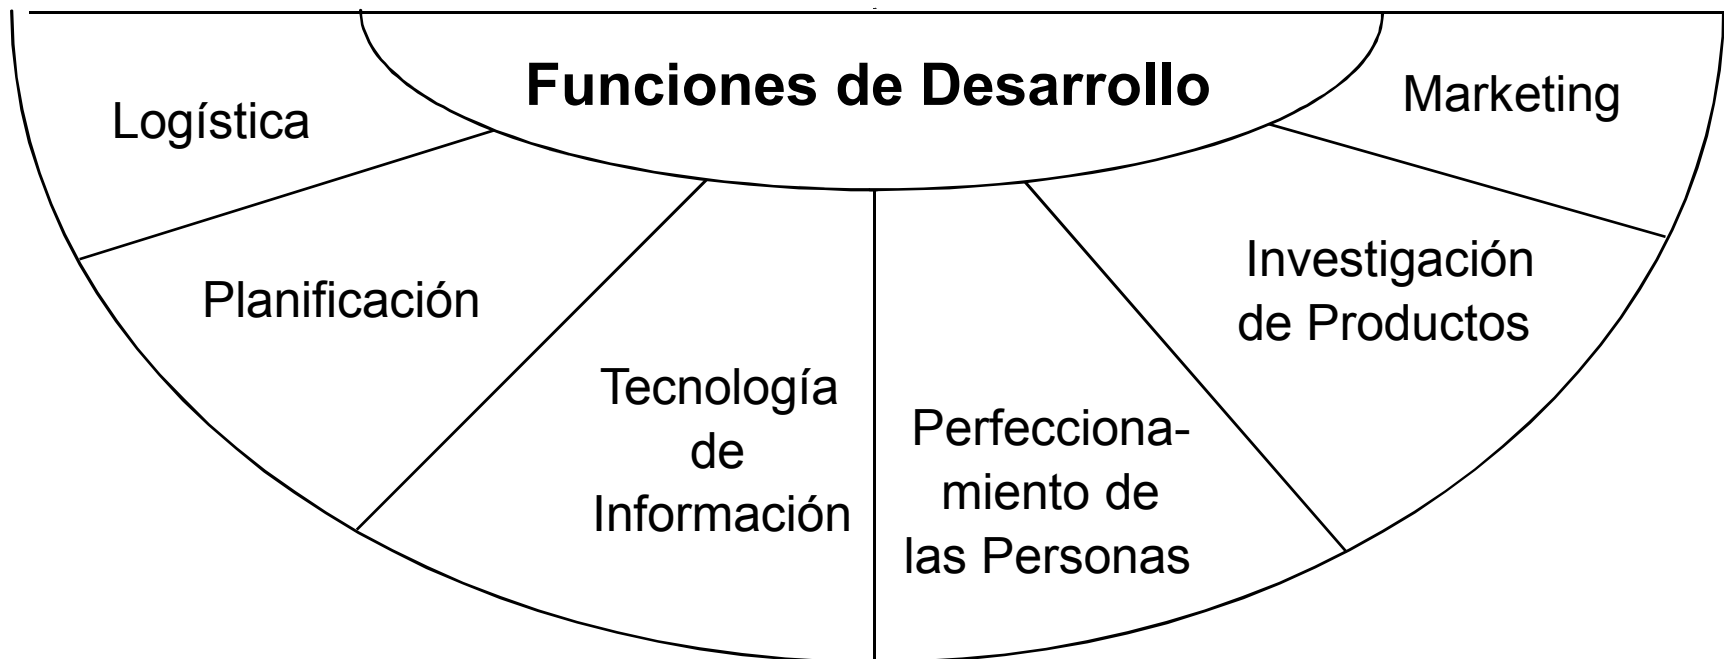 Funciones de Desarrollo
Logística
Planificación
Tecnología
de
Información
Perfecciona-
miento de
las Personas
Investigación
de Productos
Marketing